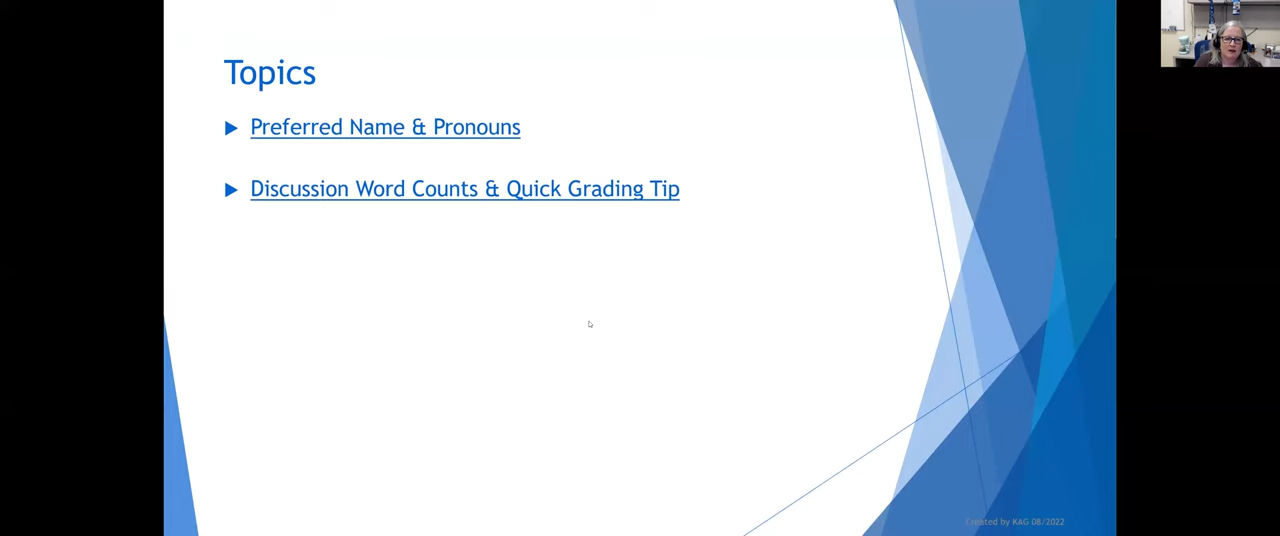 Topics
Preferred Name & Pronouns
Discussion Word Counts & Quick Grading Tip
Created by KAG 08/2022